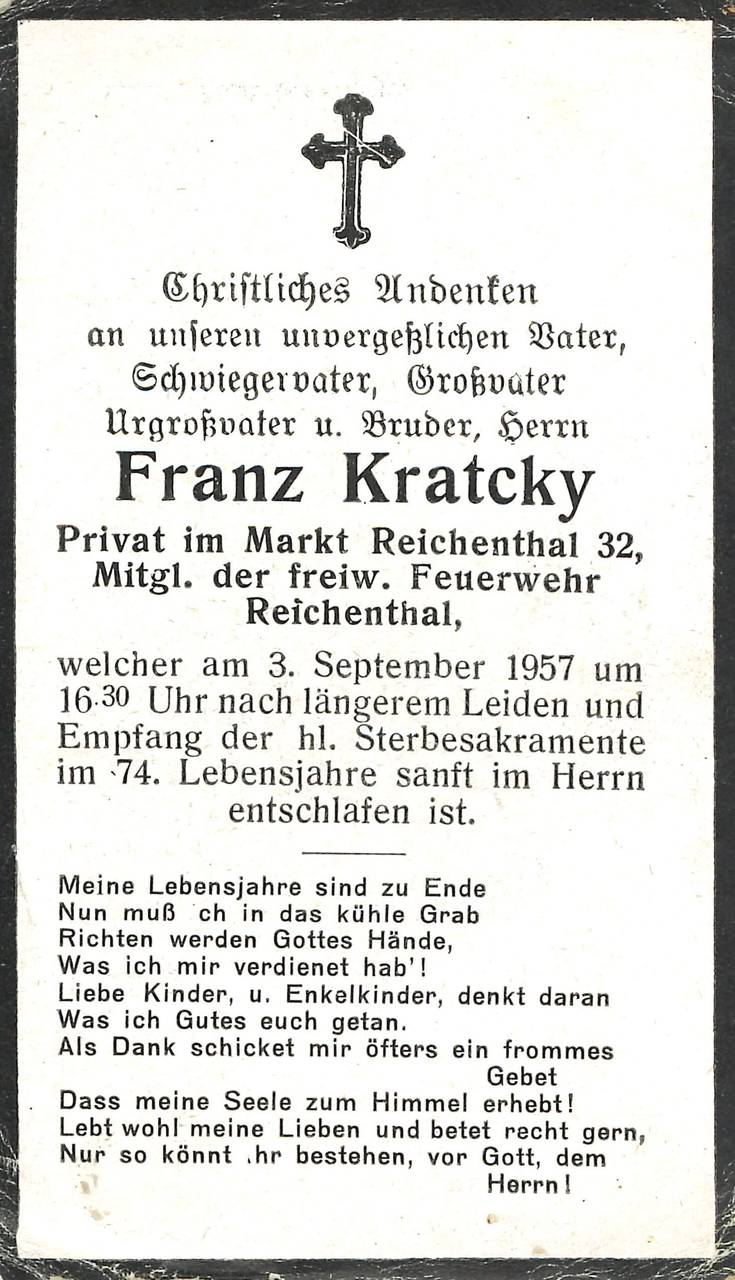 Christliches Andenken
an unseren unvergeßlichen Vater,
Schwiegervater, Großvater
Urgroßvater u. Bruder, Herrn
Franz Kratcky
Privat im Markt Reichenthal 32,
Mitgl. der freiw. Feuerwehr
Reichenthal,
welcher am 3. September 1957 um
16.30 Uhr nach längerem Leiden und
Empfang der hl. Sterbesakramente
im 74. Lebensjahre sanft im Herrn
entschlafen ist.
Meine Lebensjahre sind zu Ende
Nun muß ch in das kühle Grab
Richten werden Gottes Hände,
Was ich mir verdienet hab'!
Liebe Kinder, u. Enkelkinder, denkt daran
Was ich Gutes euch getan.
Als Dank schicket mir öfters ein frommes
Gebet
Dass meine Seele zum Himmel erhebt!
Lebt wohl meine Lieben und betet recht gern,
Nur so könnt hr bestehen, vor Gott, dem
Herrn!